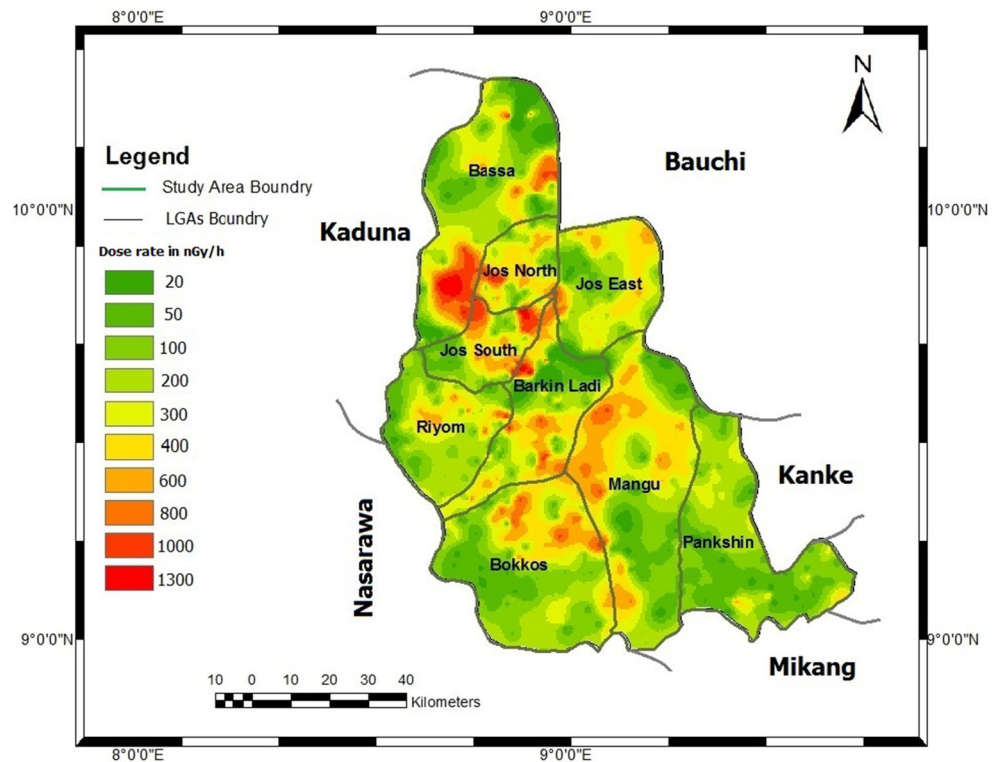 8°0'0"E 9°0'0"E
N
Legend
Study Area Boundry
LGAs Boundry
Dose rate in nGy/h
20
50
100
200
300
400
600
800
1000
1300
Bauchi
Bassa
10°0'0"N 10°0'0"N
Kaduna
Jos North
Jos East
Jos South
Barkin Ladi
Riyom
Kanke
Mangu
Pankshin
Nasarawa
Bokkos
9°0'0"N 9°0'0"N
Mikang
10 0 10 20 30 40
Kilometers
8°0'0"E 9°0'0"E